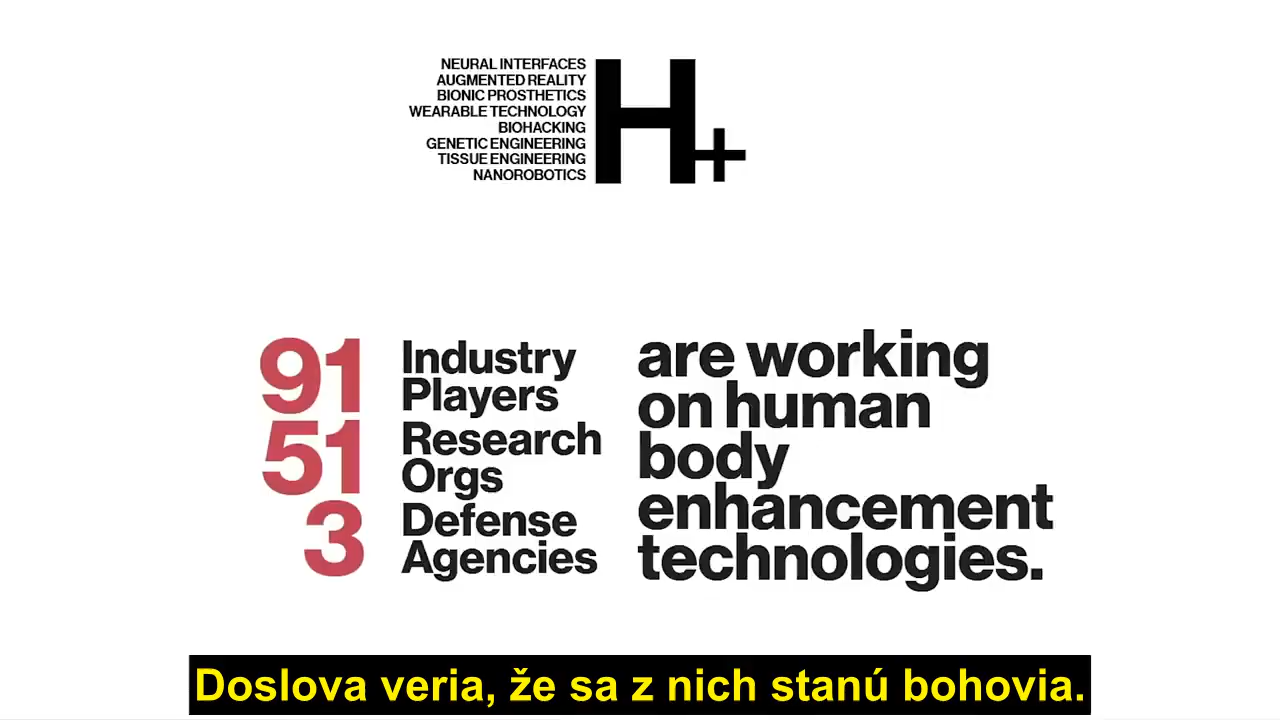 NEURAL INTERFACES
AUGMENTED REALITY
BIONIC PROSTHETICS
WEARABLE TECHNOLOGY
BIOHACKING
GENETIC ENGINEERING
TISSUE ENGINEERING
NANOROBOTICS
H+
91 Industry Players
51 Research Orgs
3 Defense Agencies
are working
on human
body
enhancement
technologies.
Doslova veria, že sa z nich stanú bohovia.